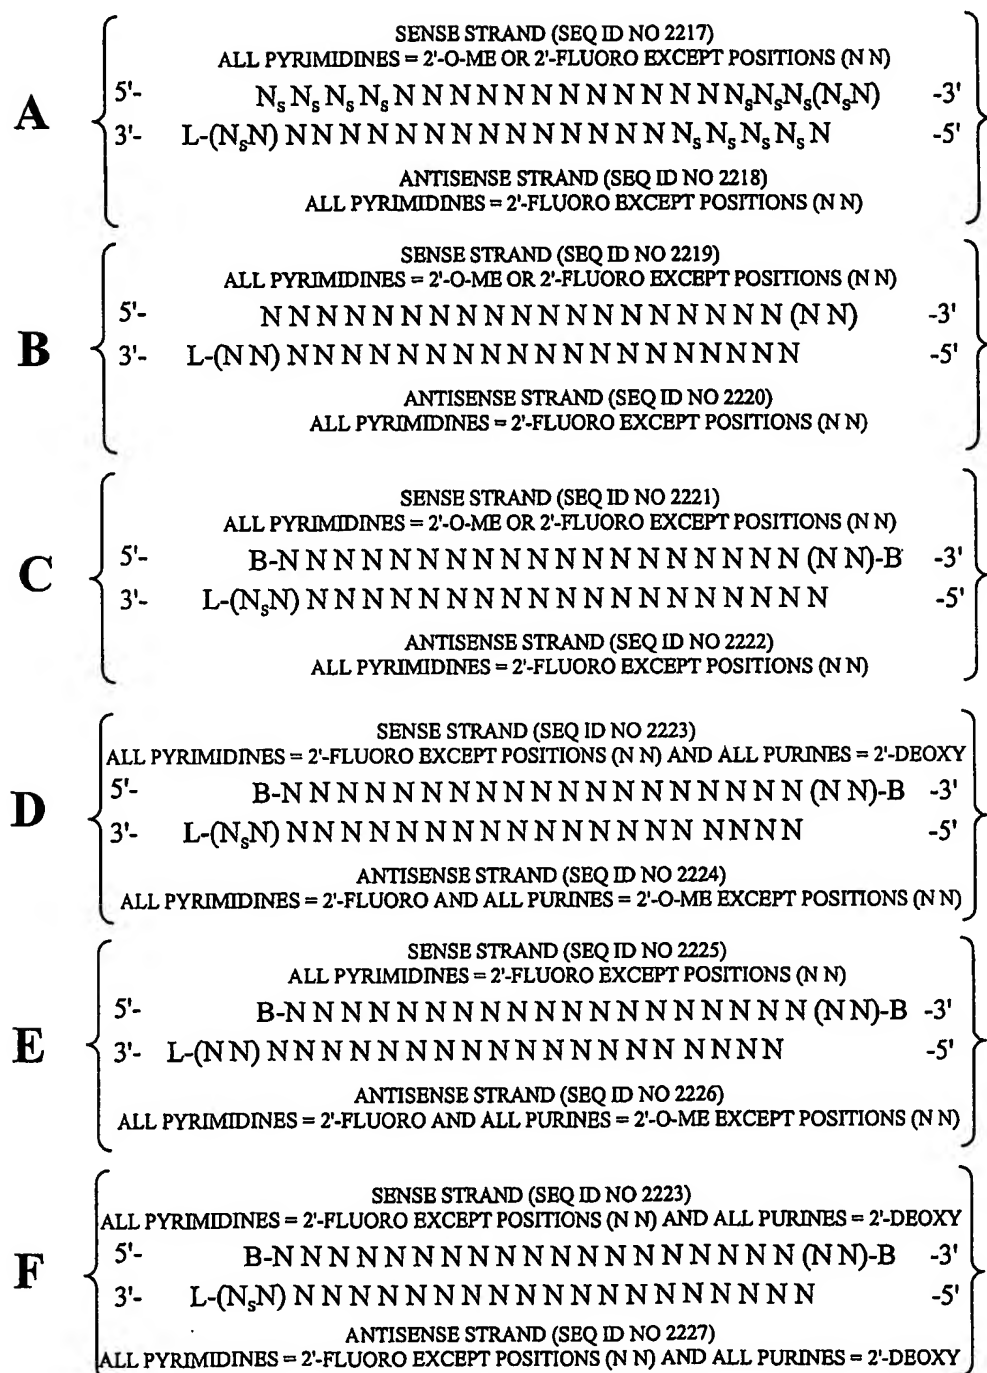 SENSE STRAND (SEQ ID NO 2217)
ALL PYRIMIDINES = 2'-O-ME OR 2'-FLUORO EXCEPT POSITIONS (N N)
A
5'- NₛNₛNₛNₛN N N N N N N N N N N N NₛNₛNₛ(NₛN) -3'
3'- L-(NₛN) N N N N N N N N N N N N N N NₛNₛNₛNₛN -5'
ANTISENSE STRAND (SEQ ID NO 2218)
ALL PYRIMIDINES = 2'-FLUORO EXCEPT POSITIONS (N N)
SENSE STRAND (SEQ ID NO 2219)
ALL PYRIMIDINES = 2'-O-ME OR 2'-FLUORO EXCEPT POSITIONS (N N)
B
5'- N N N N N N N N N N N N N N N N N N N (N N) -3'
3'- L-(N N) N N N N N N N N N N N N N N N N N N N -5'
ANTISENSE STRAND (SEQ ID NO 2220)
ALL PYRIMIDINES = 2'-FLUORO EXCEPT POSITIONS (N N)
SENSE STRAND (SEQ ID NO 2221)
ALL PYRIMIDINES = 2'-O-ME OR 2'-FLUORO EXCEPT POSITIONS (N N)
C
5'- B-N N N N N N N N N N N N N N N N N N N (N N)-B -3'
3'- L-(NₛN) N N N N N N N N N N N N N N N N N N N -5'
ANTISENSE STRAND (SEQ ID NO 2222)
ALL PYRIMIDINES = 2'-FLUORO EXCEPT POSITIONS (N N)
SENSE STRAND (SEQ ID NO 2223)
ALL PYRIMIDINES = 2'-FLUORO EXCEPT POSITIONS (N N) AND ALL PURINES = 2'-DEOXY
D
5'- B-N N N N N N N N N N N N N N N N N N N (N N)-B -3'
3'- L-(NₛN) N N N N N N N N N N N N N N N N N N N -5'
ANTISENSE STRAND (SEQ ID NO 2224)
ALL PYRIMIDINES = 2'-FLUORO AND ALL PURINES = 2'-O-ME EXCEPT POSITIONS (N N)
SENSE STRAND (SEQ ID NO 2225)
ALL PYRIMIDINES = 2'-FLUORO EXCEPT POSITIONS (N N)
E
5'- B-N N N N N N N N N N N N N N N N N N N (N N)-B -3'
3'- L-(N N) N N N N N N N N N N N N N N N N N N N -5'
ANTISENSE STRAND (SEQ ID NO 2226)
ALL PYRIMIDINES = 2'-FLUORO AND ALL PURINES = 2'-O-ME EXCEPT POSITIONS (N N)
SENSE STRAND (SEQ ID NO 2223)
ALL PYRIMIDINES = 2'-FLUORO EXCEPT POSITIONS (N N) AND ALL PURINES = 2'-DEOXY
F
5'- B-N N N N N N N N N N N N N N N N N N N (N N)-B -3'
3'- L-(NₛN) N N N N N N N N N N N N N N N N N N N -5'
ANTISENSE STRAND (SEQ ID NO 2227)
ALL PYRIMIDINES = 2'-FLUORO EXCEPT POSITIONS (N N) AND ALL PURINES = 2'-DEOXY